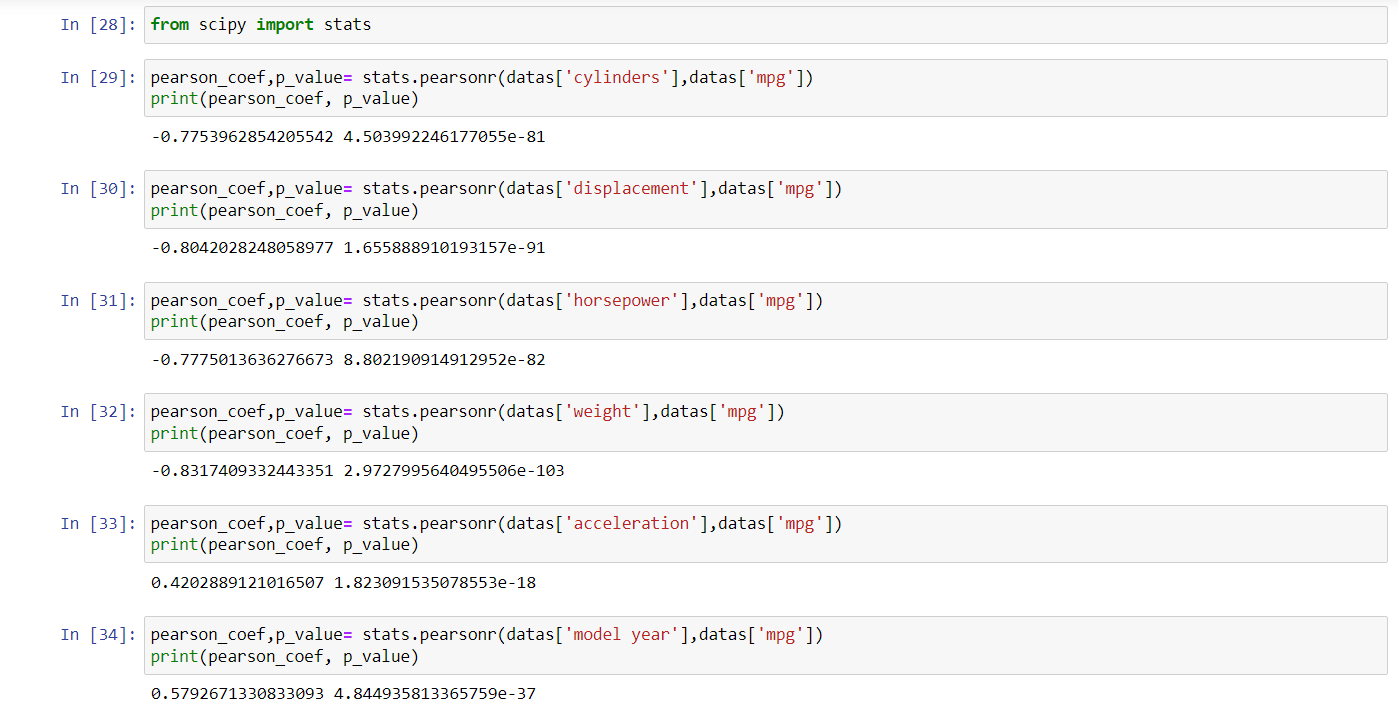 In [28]: from scipy import stats
In [29]: pearson_coef,p_value= stats.pearsonr(datas['cylinders'],datas['mpg'])
print(pearson_coef, p_value)
-0.7753962854205542 4.503992246177055e-81
In [30]: pearson_coef,p_value= stats.pearsonr(datas['displacement'],datas['mpg'])
print(pearson_coef, p_value)
-0.8042028248058977 1.655888910193157e-91
In [31]: pearson_coef,p_value= stats.pearsonr(datas['horsepower'],datas['mpg'])
print(pearson_coef, p_value)
-0.7775013636276673 8.802190914912952e-82
In [32]: pearson_coef,p_value= stats.pearsonr(datas['weight'],datas['mpg'])
print(pearson_coef, p_value)
-0.8317409332443351 2.9727995640495506e-103
In [33]: pearson_coef,p_value= stats.pearsonr(datas['acceleration'],datas['mpg'])
print(pearson_coef, p_value)
0.4202889121016507 1.823091535078553e-18
In [34]: pearson_coef,p_value= stats.pearsonr(datas['model year'],datas['mpg'])
print(pearson_coef, p_value)
0.5792671330833093 4.844935813365759e-37